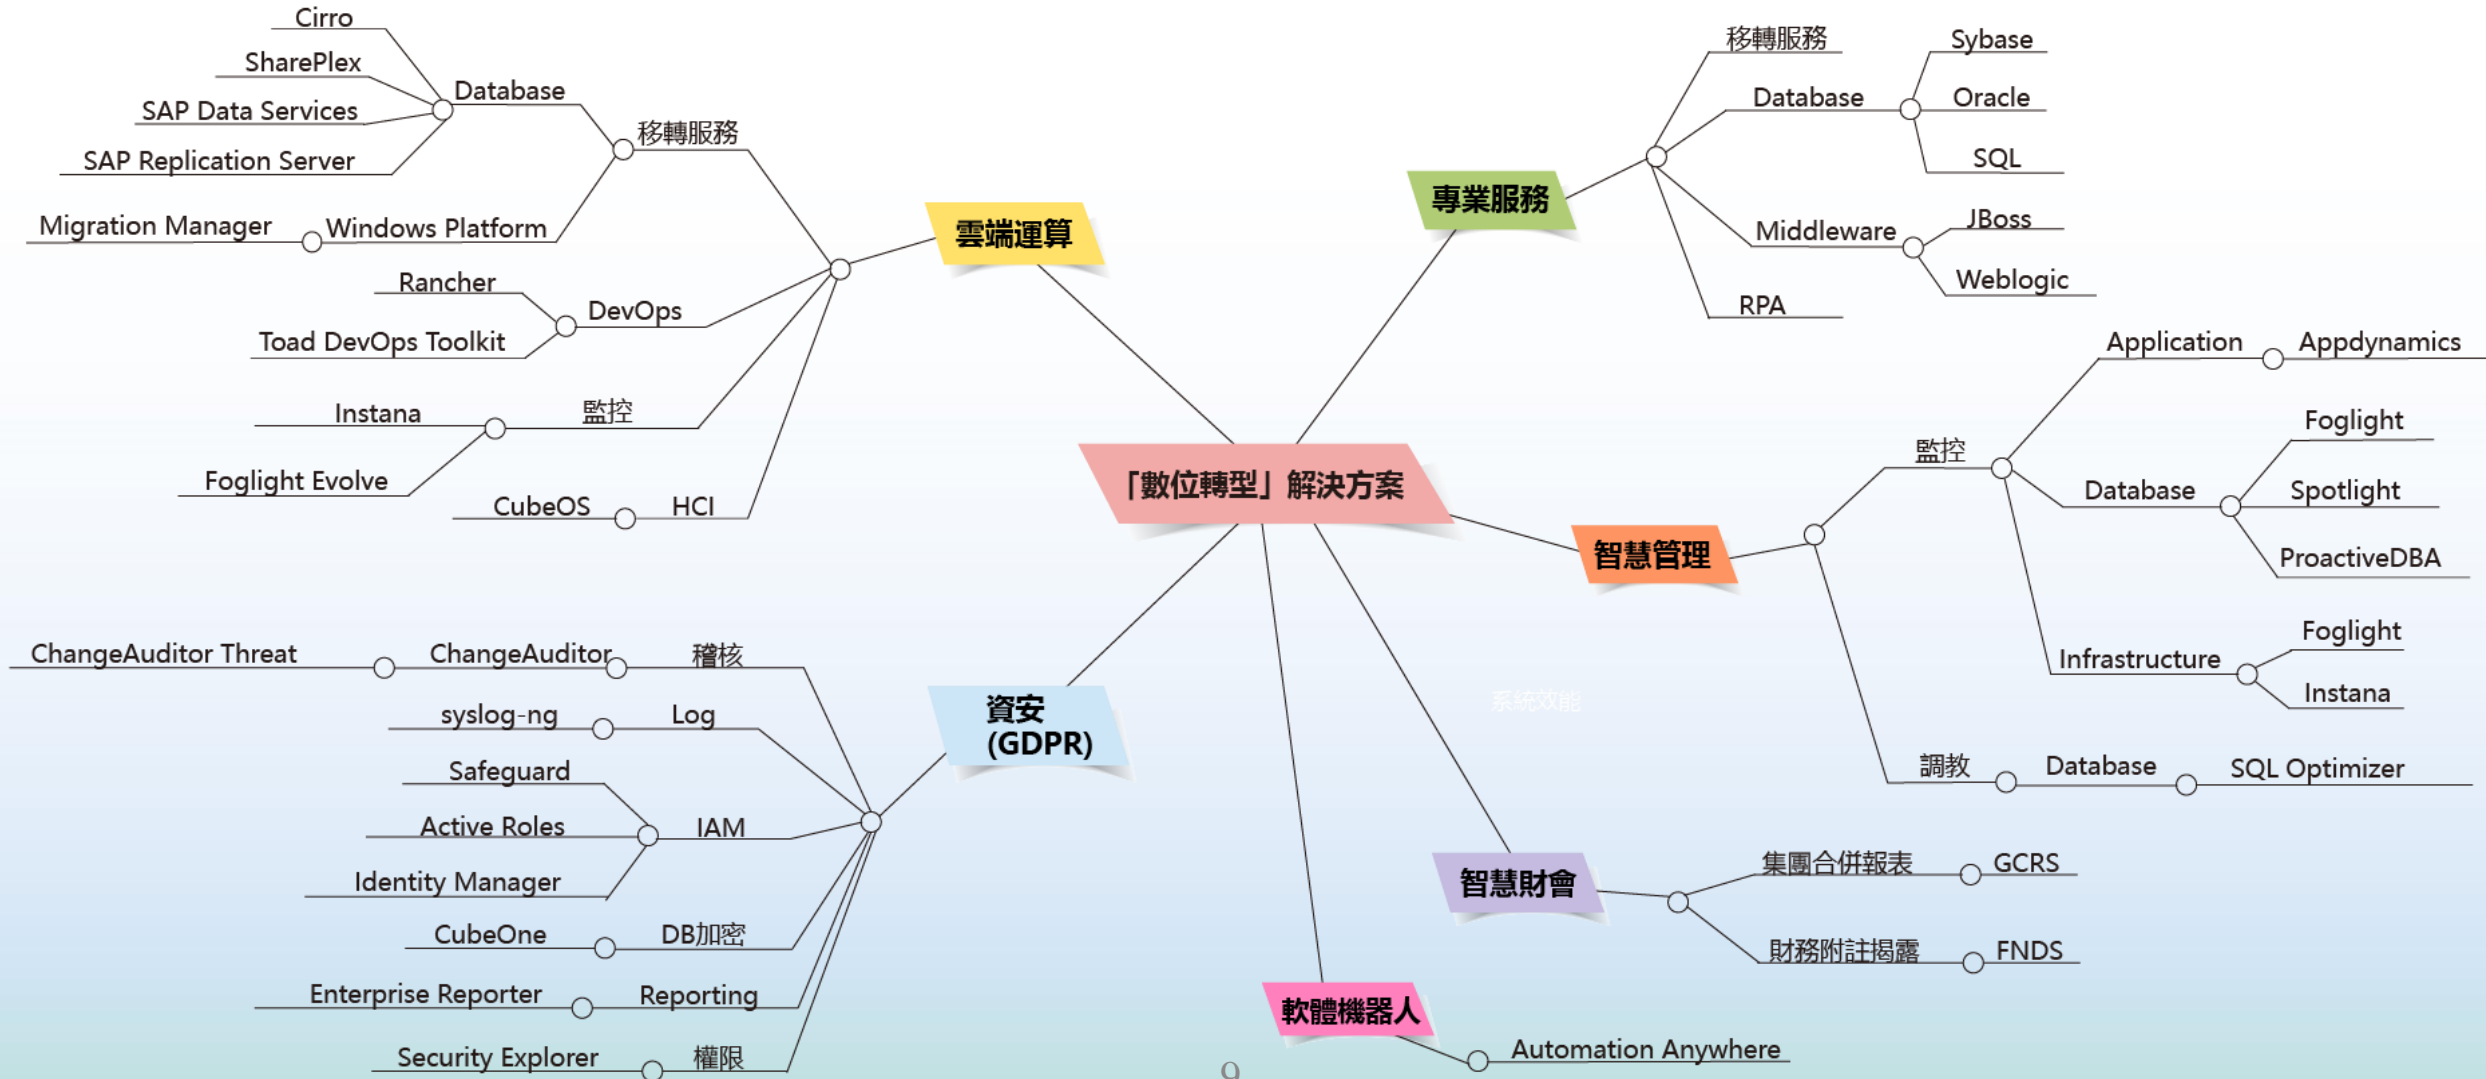 Cirro
SharePlex
SAP Data Services
SAP Replication Server
Database
移轉服務
Migration Manager
Windows Platform
Rancher
Toad DevOps Toolkit
DevOps
Instana
Foglight Evolve
監控
CubeOS
HCI
雲端運算
專業服務
移轉服務
Database
Sybase
Oracle
SQL
Middleware
JBoss
Weblogic
RPA
「數位轉型」解決方案
智慧管理
監控
Application
Appdynamics
Database
Foglight
Spotlight
ProactiveDBA
Infrastructure
Foglight
Instana
調教
Database
SQL Optimizer
系統效能
資安
(GDPR)
ChangeAuditor Threat
ChangeAuditor
稽核
syslog-ng
Log
Safeguard
Active Roles
Identity Manager
IAM
CubeOne
DB加密
Enterprise Reporter
Reporting
Security Explorer
權限
智慧財會
集團合併報表
GCRS
財務附註揭露
FNDS
軟體機器人
Automation Anywhere
9